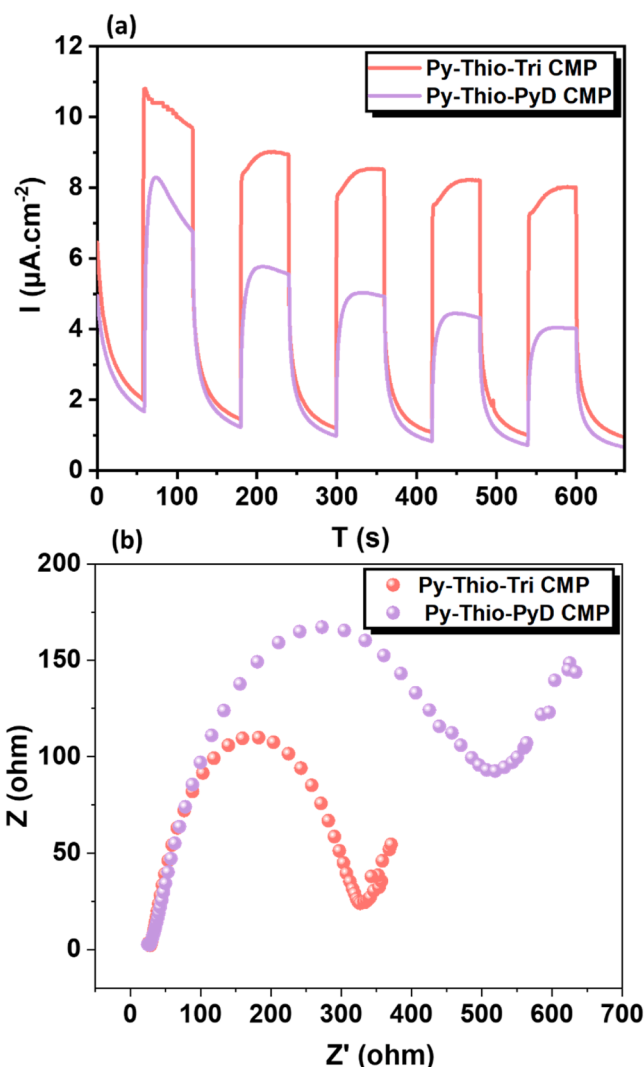 (a)
12
10
8
6
4
2
0
I (µA.cm⁻²)
Py-Thio-Tri CMP
Py-Thio-PyD CMP
0 100 200 300 400 500 600
T (s)
(b)
200
150
100
50
0
Z (ohm)
Py-Thio-Tri CMP
Py-Thio-PyD CMP
0 100 200 300 400 500 600 700
Z' (ohm)